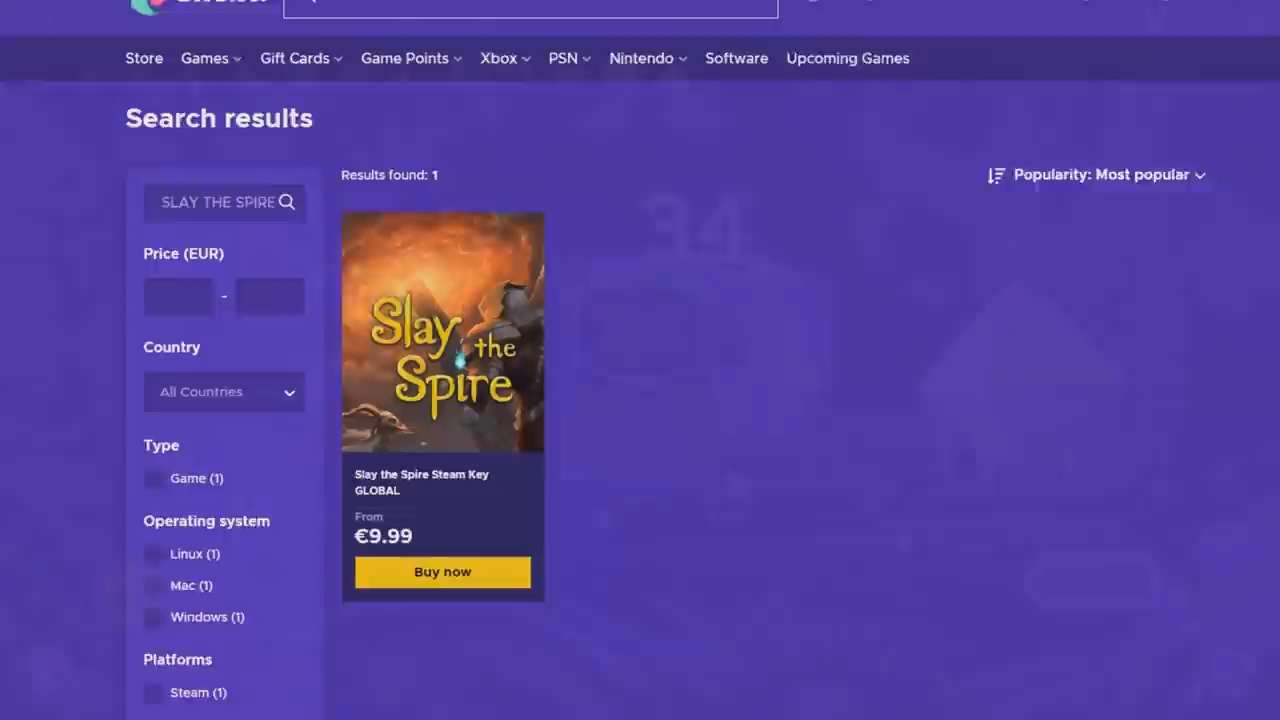 Store Games Gift Cards Game Points Xbox PSN Nintendo Software Upcoming Games
Search results
SLAY THE SPIRE
Results found: 1
Popularity: Most popular
Price (EUR)
-
Country
All Countries
Type
Game (1)
Operating system
Linux (1)
Mac (1)
Windows (1)
Platforms
Steam (1)
34
Slay
the
Spire
Slay the Spire Steam Key
GLOBAL
From
€9.99
Buy now